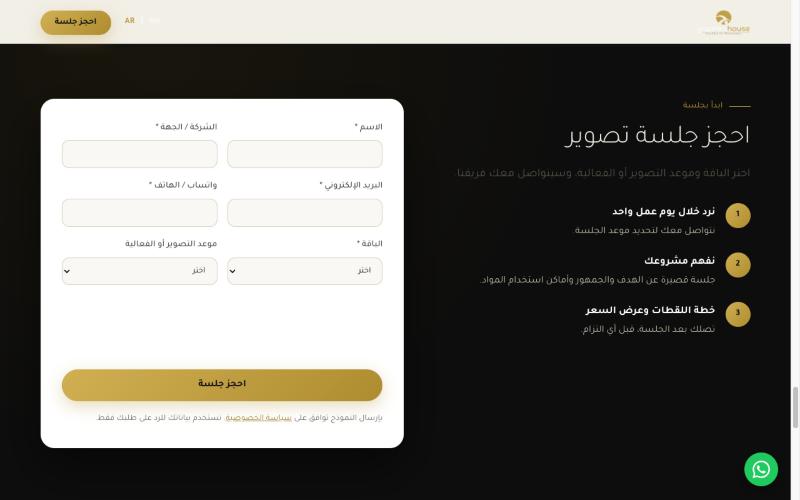 house
AR
احجز جلسة
ابدأ بجلسة
احجز جلسة تصوير
اختر الباقة وموعد التصوير أو الفعالية، وسيتواصل معك فريقنا.
1
نرد خلال يوم عمل واحد
نتواصل معك لتحديد موعد الجلسة.
2
نفهم مشروعك
جلسة قصيرة عن الهدف والجمهور وأماكن استخدام المواد.
3
خطة اللقطات وعرض السعر
تصلك بعد الجلسة، قبل أي التزام.
الاسم *
الشركة / الجهة *
البريد الإلكتروني *
واتساب / الهاتف *
الباقة *
موعد التصوير أو الفعالية
اختر
اختر
احجز جلسة
بإرسال النموذج توافق على سياسة الخصوصية. نستخدم بياناتك للرد على طلبك فقط.